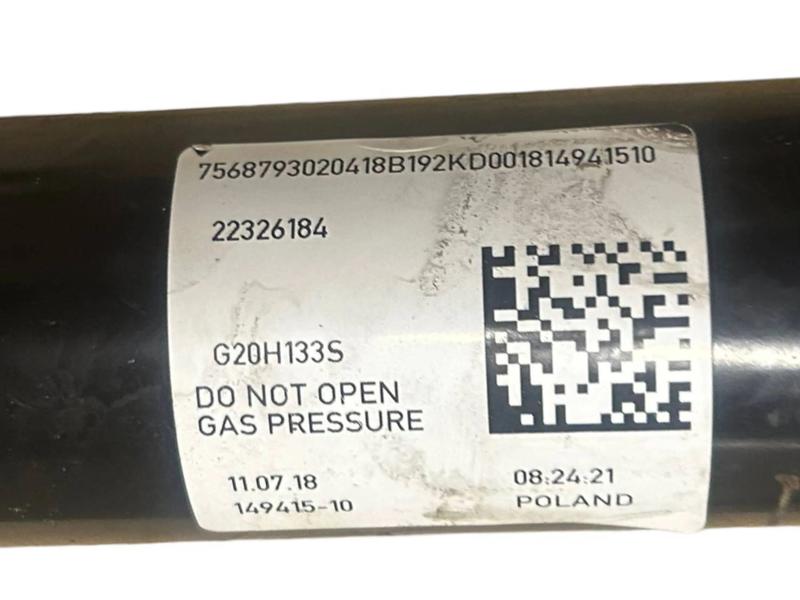 7568793020418B192KD001814941510
22326184
G20H133S
DO NOT OPEN
GAS PRESSURE
11.07.18
08:24:21
149415-10
POLAND